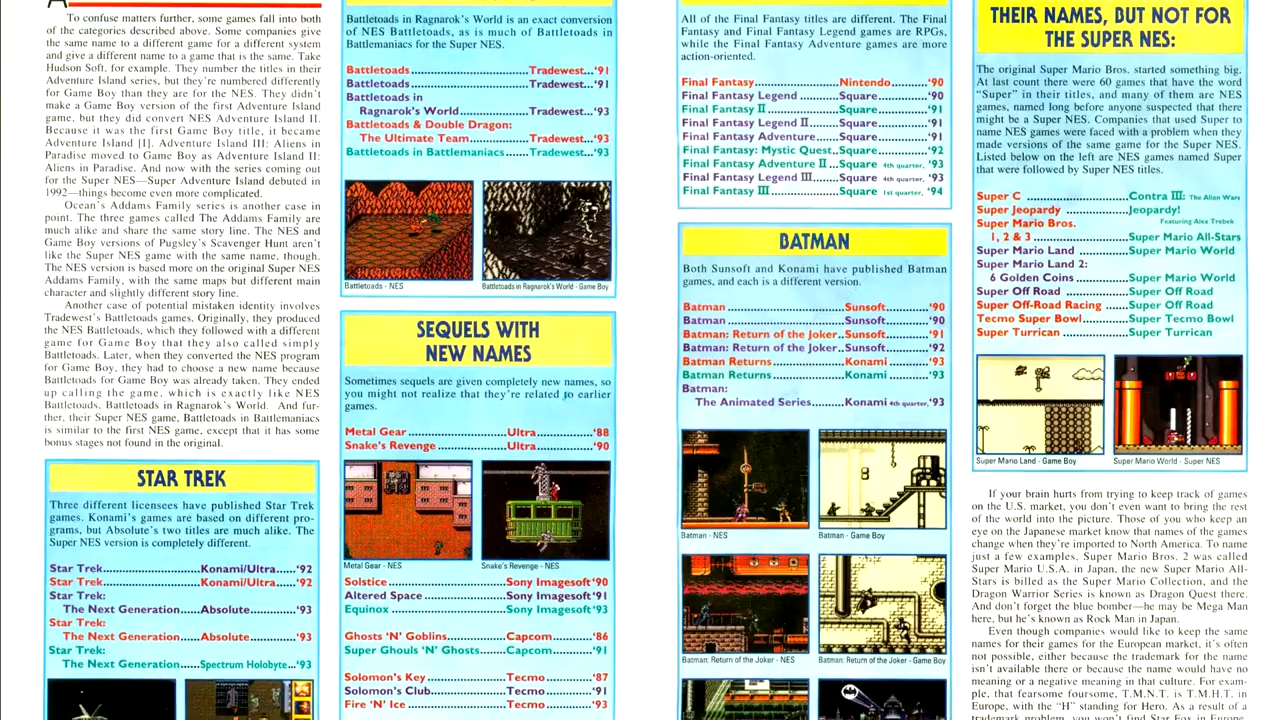 To confuse matters further, some games fall into both
of the categories described above. Some companies give
the same name to a different game for a different system
and give a different name to a game that is the same. Take
Hudson Soft, for example. They number the titles in their
Adventure Island series, but they're numbered differently
for Game Boy than they are for the NES. They didn't
make a Game Boy version of the first Adventure Island
game, but they did convert NES Adventure Island II.
Because it was the first Game Boy title, it became
Adventure Island [I]. Adventure Island III: Aliens in
Paradise moved to Game Boy as Adventure Island II:
Aliens in Paradise. And now with the series coming out
for the Super NES—Super Adventure Island debuted in
1992—things become even more complicated.
Ocean's Addams Family series is another case in
point. The three games called The Addams Family are
much alike and share the same story line. The NES and
Game Boy versions of Pugsley's Scavenger Hunt aren't
like the Super NES game with the same name, though.
The NES version is based more on the original Super NES
Addams Family, with the same maps but different main
character and slightly different story line.
Another case of potential mistaken identity involves
Tradewest's Battletoads games. Originally, they produced
the NES Battletoads, which they followed with a different
game for Game Boy that they also called simply
Battletoads. Later, when they converted the NES program
for Game Boy, they had to choose a new name because
Battletoads for Game Boy was already taken. They ended
up calling the game, which is exactly like NES
Battletoads, Battletoads in Ragnarok's World. And fur-
ther, their Super NES game, Battletoads in Battlemaniacs
is similar to the first NES game, except that it has some
bonus stages not found in the original.
STAR TREK
Three different licensees have published Star Trek
games. Konami's games are based on different pro-
grams, but Absolute's two titles are much alike. The
Super NES version is completely different.
Star Trek....................Konami/Ultra......'92
Star Trek....................Konami/Ultra......'92
Star Trek:
The Next Generation.....Absolute............'93
Star Trek:
The Next Generation.....Absolute............'93
Star Trek:
The Next Generation.....Spectrum Holobyte...'93
Battletoads in Ragnarok's World is an exact conversion
of NES Battletoads, as is much of Battletoads in
Battlemaniacs for the Super NES.
Battletoads..........................Tradewest..'91
Battletoads..........................Tradewest..'91
Battletoads in
Ragnarok's World...............Tradewest..'93
Battletoads & Double Dragon:
The Ultimate Team.............Tradewest..'93
Battletoads in Battlemaniacs......Tradewest..'93
Battletoads - NES
Battletoads in Ragnarok's World - Game Boy
SEQUELS WITH
NEW NAMES
Sometimes sequels are given completely new names, so
you might not realize that they're related to earlier
games.
Metal Gear......................Ultra..............'88
Snake's Revenge................Ultra..............'90
Metal Gear - NES
Snake's Revenge - NES
Solstice...........................Sony Imagesoft'90
Altered Space...................Sony Imagesoft'91
Equinox...........................Sony Imagesoft'93
Ghosts 'N' Goblins..............Capcom..........'86
Super Ghouls 'N' Ghosts......Capcom..........'91
Solomon's Key...................Tecmo............'87
Solomon's Club..................Tecmo............'91
Fire 'N' Ice........................Tecmo............'93
All of the Final Fantasy titles are different. The Final
Fantasy and Final Fantasy Legend games are RPGs,
while the Final Fantasy Adventure games are more
action-oriented.
Final Fantasy.....................Nintendo.........'90
Final Fantasy Legend..........Square.............'90
Final Fantasy II..................Square.............'91
Final Fantasy Legend II.......Square.............'91
Final Fantasy Adventure......Square.............'91
Final Fantasy: Mystic Quest..Square.............'92
Final Fantasy Adventure II...Square 4th quarter, '93
Final Fantasy Legend III......Square 4th quarter, '93
Final Fantasy III.................Square 1st quarter, '94
BATMAN
Both Sunsoft and Konami have published Batman
games, and each is a different version.
Batman............................Sunsoft............'90
Batman............................Sunsoft............'90
Batman: Return of the Joker..Sunsoft............'91
Batman: Return of the Joker..Sunsoft............'92
Batman Returns..................Konami............'93
Batman Returns..................Konami............'93
Batman:
The Animated Series.........Konami 4th quarter, '93
Batman - NES
Batman - Game Boy
Batman: Return of the Joker - NES
Batman: Return of the Joker - Game Boy
THEIR NAMES, BUT NOT FOR
THE SUPER NES:
The original Super Mario Bros. started something big.
At last count there were 60 games that have the word
"Super" in their titles, and many of them are NES
games, named long before anyone suspected that there
might be a Super NES. Companies that used Super to
name NES games were faced with a problem when they
made versions of the same game for the Super NES.
Listed below on the left are NES games named Super
that were followed by Super NES titles.
Super C...........................Contra III: The Alien Wars
Super Jeopardy................Jeopardy!
Super Mario Bros. Featuring Alex Trebek
1, 2 & 3.......................Super Mario All-Stars
Super Mario Land.............Super Mario World
Super Mario Land 2:
6 Golden Coins..............Super Mario World
Super Off Road................Super Off Road
Super Off-Road Racing......Super Off Road
Tecmo Super Bowl............Super Tecmo Bowl
Super Turrican.................Super Turrican
Super Mario Land - Game Boy
Super Mario World - Super NES
If your brain hurts from trying to keep track of games
on the U.S. market, you don't even want to bring the rest
of the world into the picture. Those of you who keep an
eye on the Japanese market know that names of the games
change when they're imported to North America. To name
just a few examples, Super Mario Bros. 2 was called
Super Mario U.S.A. in Japan, the new Super Mario All-
Stars is billed as the Super Mario Collection, and the
Dragon Warrior Series is known as Dragon Quest there.
And don't forget the blue bomber—he may be Mega Man
here, but he's known as Rock Man in Japan.
Even though companies would like to keep the same
names for their games for the European market, it's often
not possible, either because the trademark for the name
isn't available there or because the name would have no
meaning or a negative meaning in that culture. For exam-
ple, that fearsome foursome, T.M.N.T. is T.M.H.T. in
Europe, with the "H" standing for Hero. As a result of a
trademark problem, you won't find Star Fox in Europe.